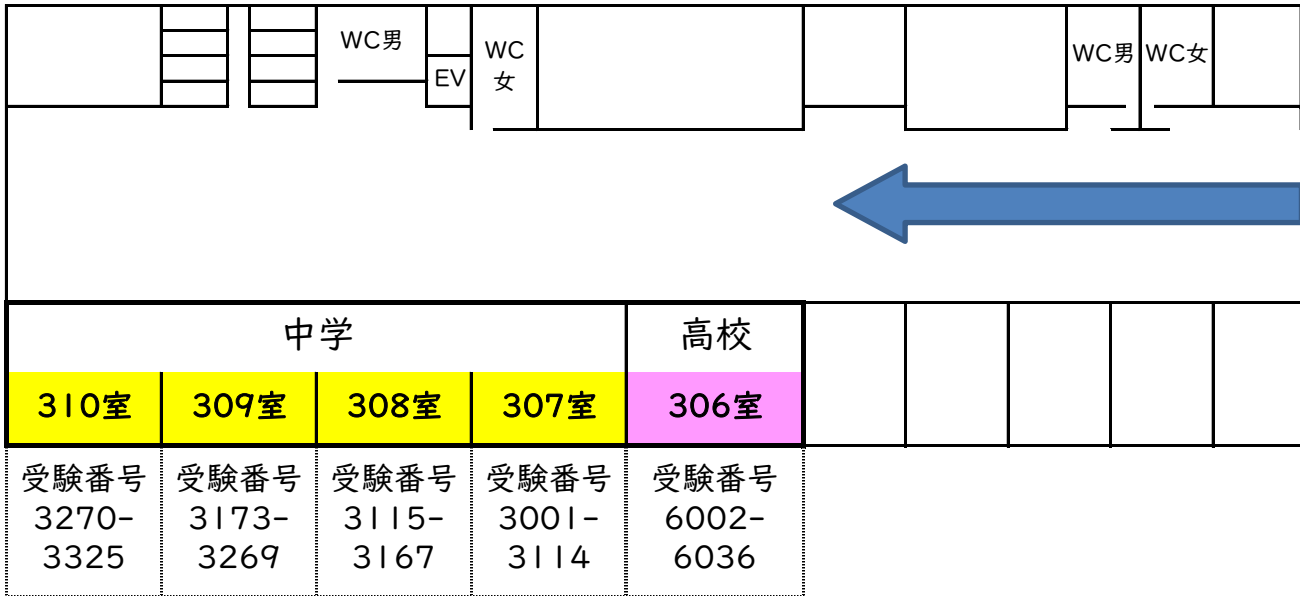 WC男
EV
WC
女
WC男
WC女
中学
高校
310室
309室
308室
307室
306室
受験番号
3270-
3325
受験番号
3173-
3269
受験番号
3115-
3167
受験番号
3001-
3114
受験番号
6002-
6036